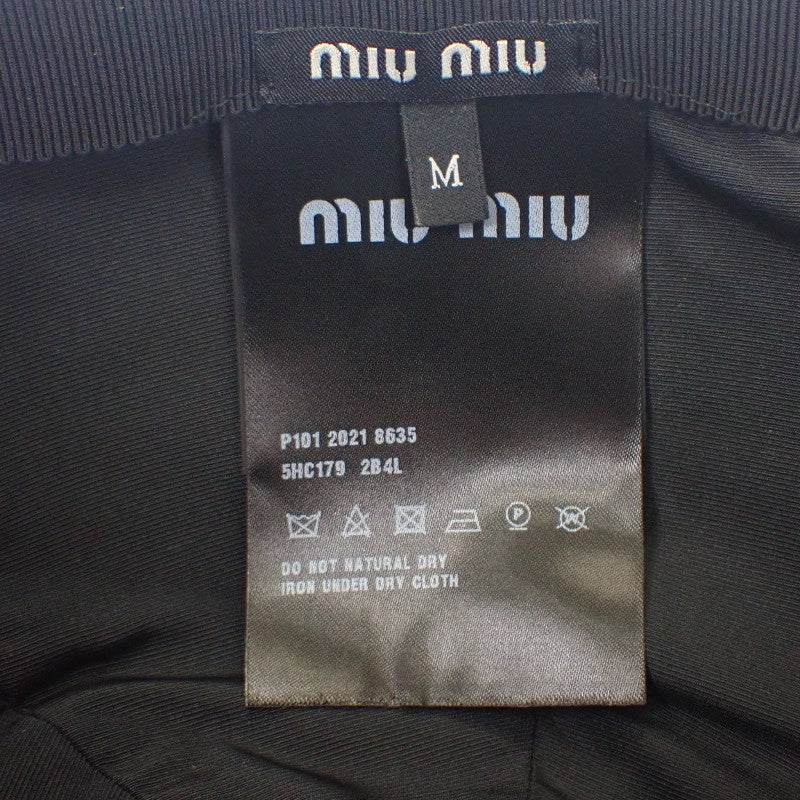 miu miu
M
miu miu
P101 2021 8635
5HC179 2B4L
P W
DO NOT NATURAL DRY
IRON UNDER DRY CLOTH